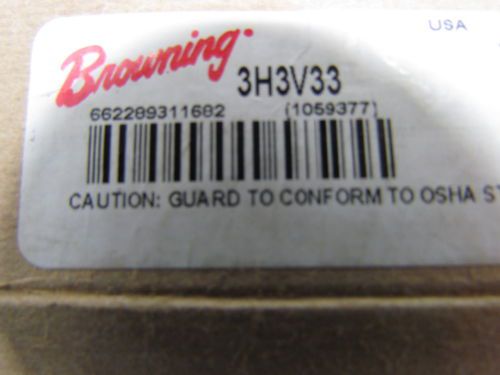 USA
Browning. 3H3V33
662289311682 (1059377)
CAUTION: GUARD TO CONFORM TO OSHA